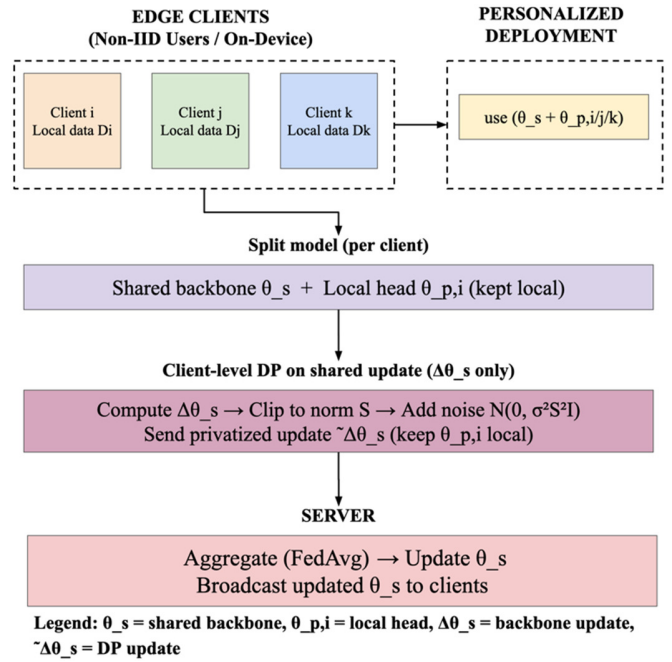 EDGE CLIENTS
(Non-IID Users / On-Device)
PERSONALIZED
DEPLOYMENT
Client i
Local data Di
Client j
Local data Dj
Client k
Local data Dk
use (θ_s + θ_p,i/j/k)
Split model (per client)
Shared backbone θ_s + Local head θ_p,i (kept local)
Client-level DP on shared update (Δθ_s only)
Compute Δθ_s → Clip to norm S → Add noise N(0, σ²S²I)
Send privatized update ˜Δθ_s (keep θ_p,i local)
SERVER
Aggregate (FedAvg) → Update θ_s
Broadcast updated θ_s to clients
Legend: θ_s = shared backbone, θ_p,i = local head, Δθ_s = backbone update,
˜Δθ_s = DP update